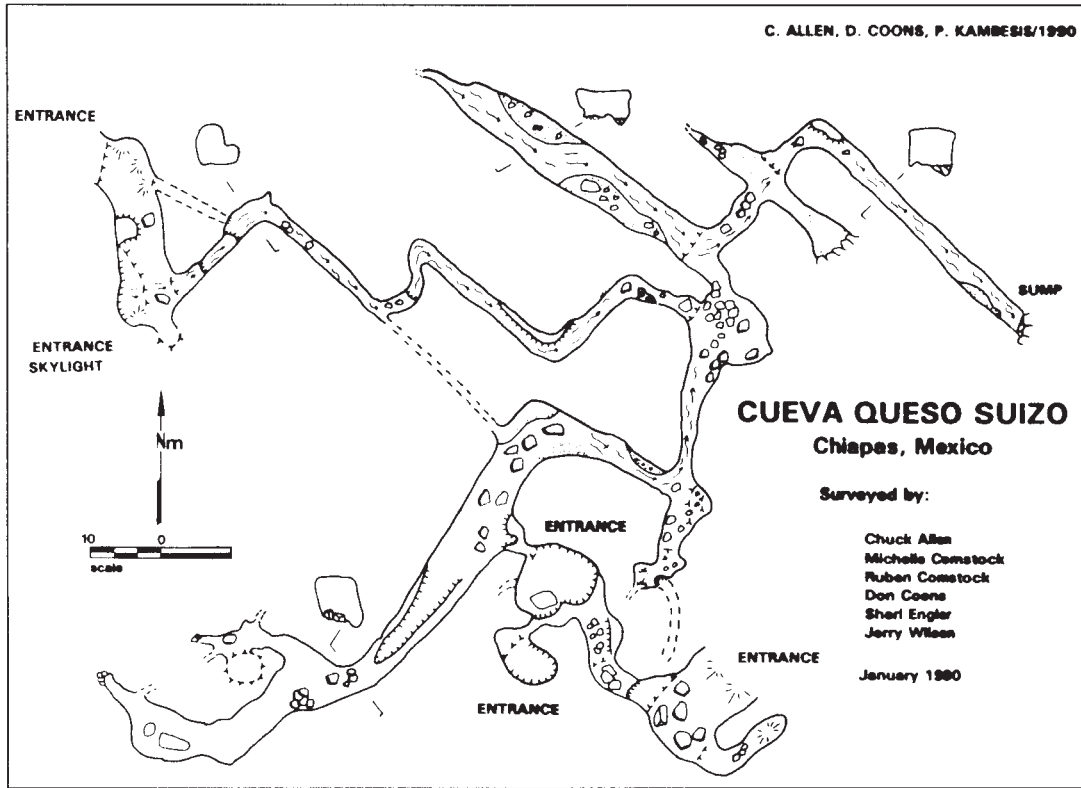 C. ALLEN, D. COONS, P. KAMBESIS/1990
ENTRANCE
ENTRANCE
SKYLIGHT
SUMP
Nm
10 0
scale
CUEVA QUESO SUIZO
Chiapas, Mexico
Surveyed by:
Chuck Allen
Michelle Comstock
Ruben Comstock
Don Coons
Sheri Engler
Jerry Wilson
January 1980
ENTRANCE
ENTRANCE
ENTRANCE